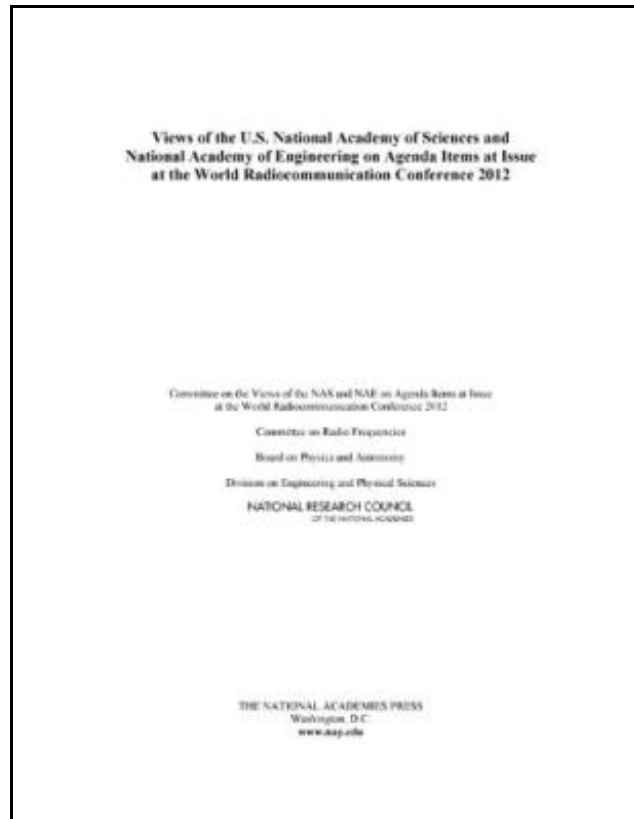 Views of the U.S. National Academy of Sciences and
National Academy of Engineering on Agenda Items at Issue
at the World Radiocommunication Conference 2012
Committee on the Views of the NAS and NAE on Agenda Items at Issue
at the World Radiocommunication Conference 2012
Committee on Radio Frequencies
Board on Physics and Astronomy
Division on Engineering and Physical Sciences
NATIONAL RESEARCH COUNCIL
OF THE NATIONAL ACADEMIES
THE NATIONAL ACADEMIES PRESS
Washington, D.C.
www.nap.edu